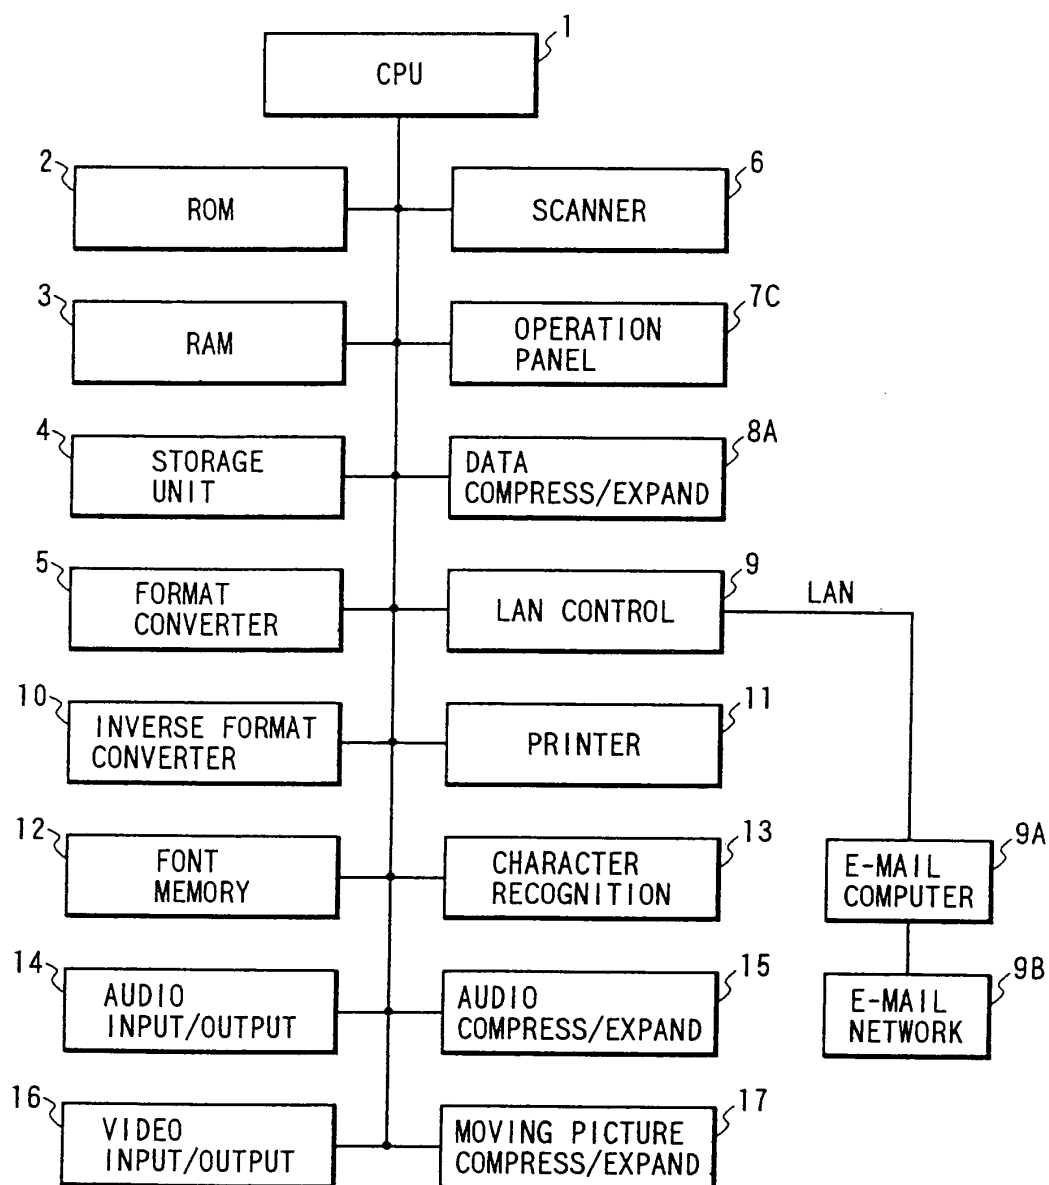 1
CPU
2
ROM
6
SCANNER
3
RAM
7C
OPERATION
PANEL
4
STORAGE
UNIT
8A
DATA
COMPRESS/EXPAND
5
FORMAT
CONVERTER
9
LAN CONTROL
LAN
10
INVERSE FORMAT
CONVERTER
11
PRINTER
12
FONT
MEMORY
13
CHARACTER
RECOGNITION
9A
E-MAIL
COMPUTER
14
AUDIO
INPUT/OUTPUT
15
AUDIO
COMPRESS/EXPAND
9B
E-MAIL
NETWORK
16
VIDEO
INPUT/OUTPUT
17
MOVING PICTURE
COMPRESS/EXPAND